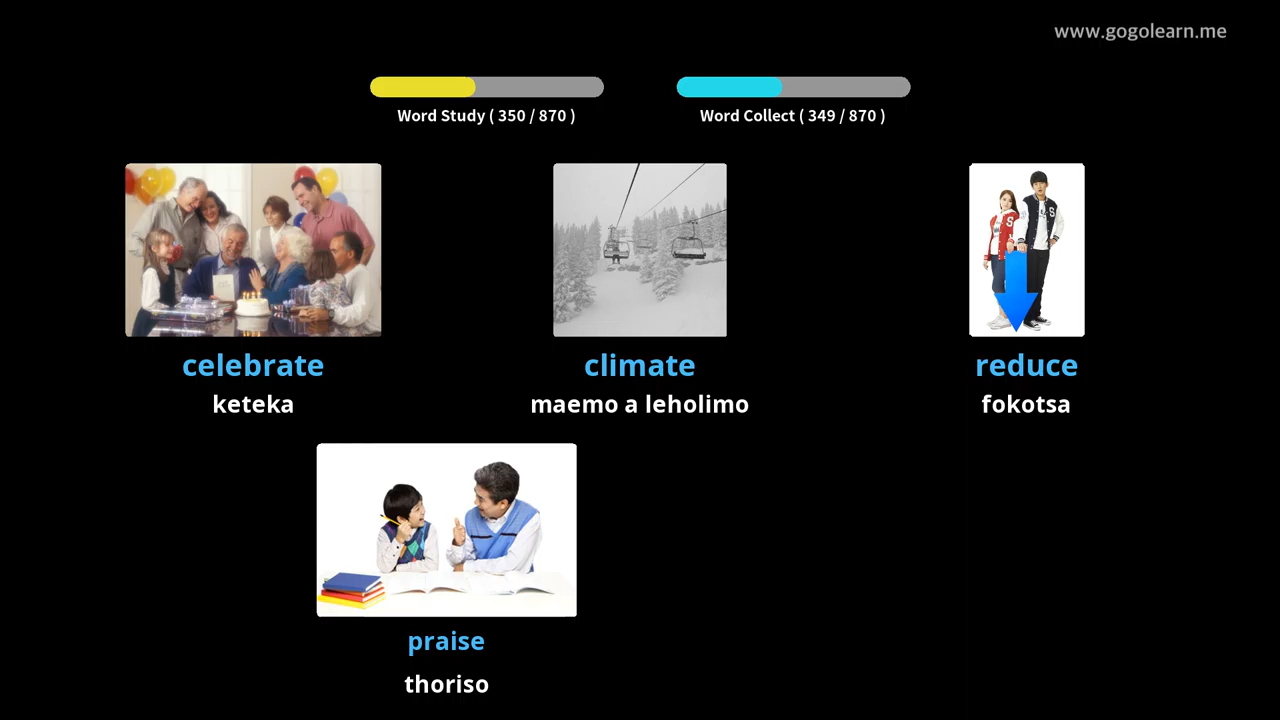 www.gogolearn.me
Word Study ( 350 / 870 )
Word Collect ( 349 / 870 )
celebrate
keteka
climate
maemo a leholimo
reduce
fokotsa
praise
thoriso